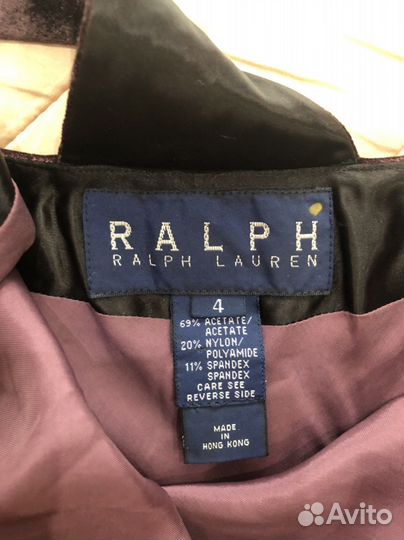 RALPH
RALPH LAUREN
4
69% ACETATE/
ACETATE
20% NYLON/
POLYAMIDE
11% SPANDEX
SPANDEX
CARE SEE
REVERSE SIDE
MADE
IN
HONG KONG
Avito